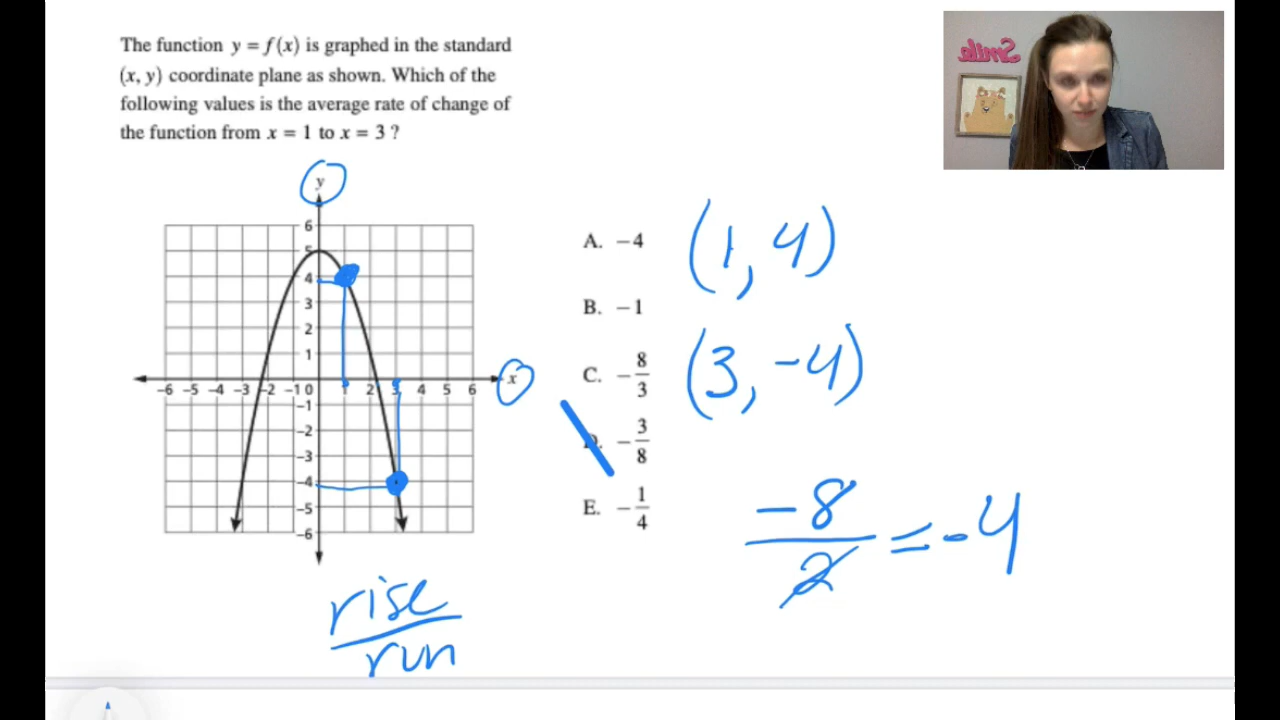 The function y = f(x) is graphed in the standard
(x, y) coordinate plane as shown. Which of the
following values is the average rate of change of
the function from x = 1 to x = 3 ?
Smile
y
6
5
4
3
2
1
-6 -5 -4 -3 -2 -1 0 1 2 3 4 5 6 x
-1
-2
-3
-4
-5
-6
A. -4
B. -1
C. -8/3
D. -3/8
E. -1/4
(1, 4)
(3, -4)
-8/2 = -4
rise
run